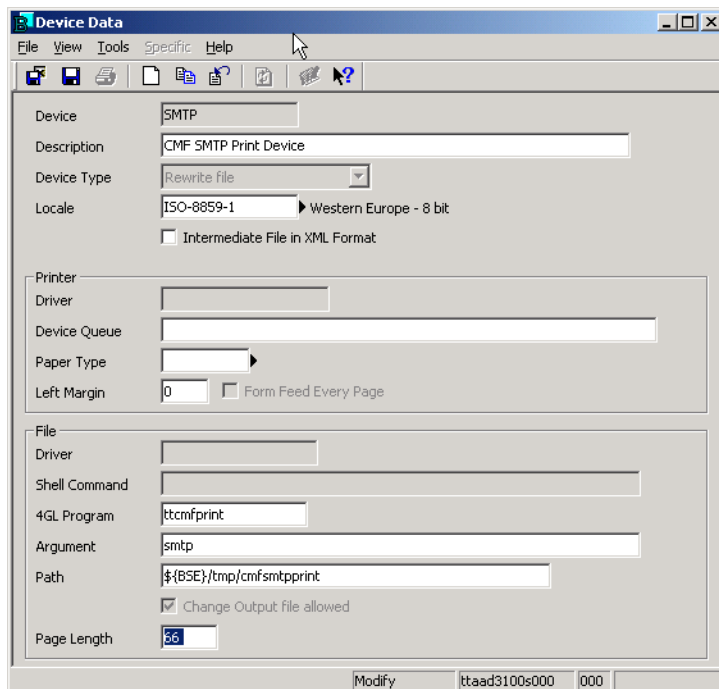 Device Data
File View Tools Specific Help
Device SMTP
Description CMF SMTP Print Device
Device Type Rewrite file
Locale ISO-8859-1 Western Europe - 8 bit
Intermediate File in XML Format
Printer
Driver
Device Queue
Paper Type
Left Margin 0 Form Feed Every Page
File
Driver
Shell Command
4GL Program ttcmfprint
Argument smtp
Path ${BSE}/tmp/cmfsmtpprint
Change Output file allowed
Page Length 66
Modify ttaad3100s000 000